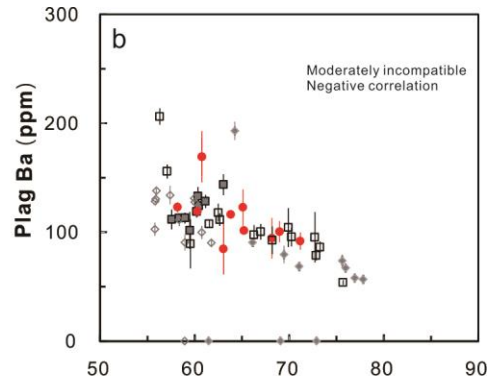 b
Moderately incompatible
Negative correlation
Plag Ba (ppm)
300
200
100
0
50
60
70
80
90